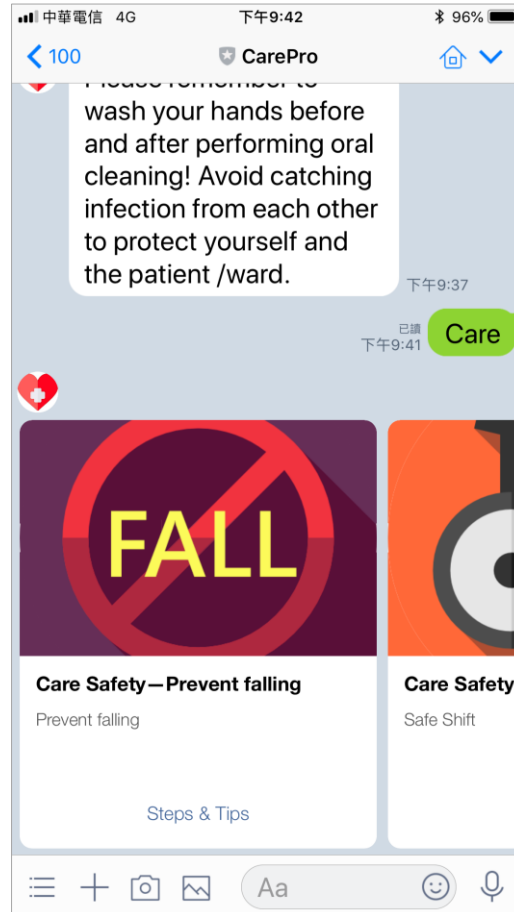 中華電信 4G 下午9:42 96%
100 CarePro
Please remember to
wash your hands before
and after performing oral
cleaning! Avoid catching
infection from each other
to protect yourself and
the patient /ward.
下午9:37
已讀
下午9:41
Care
FALL
Care Safety—Prevent falling
Prevent falling
Steps & Tips
Care Safety
Safe Shift
Aa